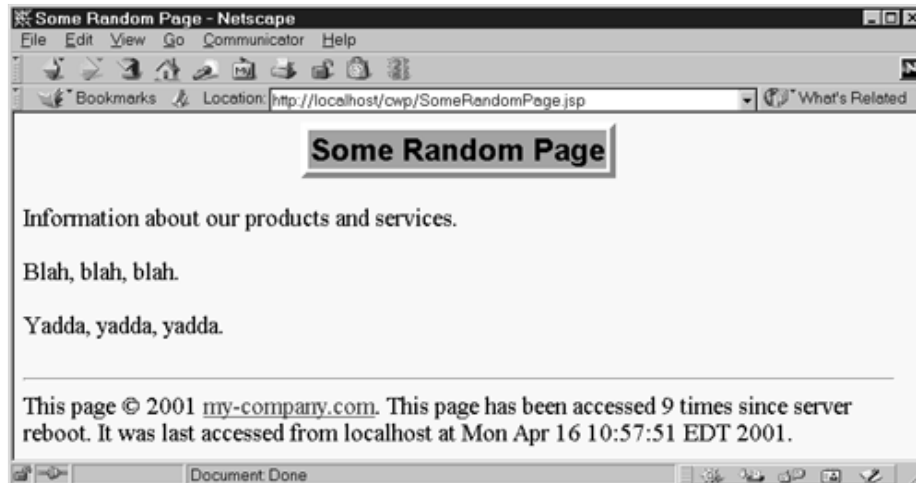 Some Random Page - Netscape
File Edit View Go Communicator Help
Bookmarks Location: http://localhost/cwp/SomeRandomPage.jsp What's Related
Some Random Page
Information about our products and services.
Blah, blah, blah.
Yadda, yadda, yadda.
This page © 2001 my-company.com. This page has been accessed 9 times since server
reboot. It was last accessed from localhost at Mon Apr 16 10:57:51 EDT 2001.
Document: Done